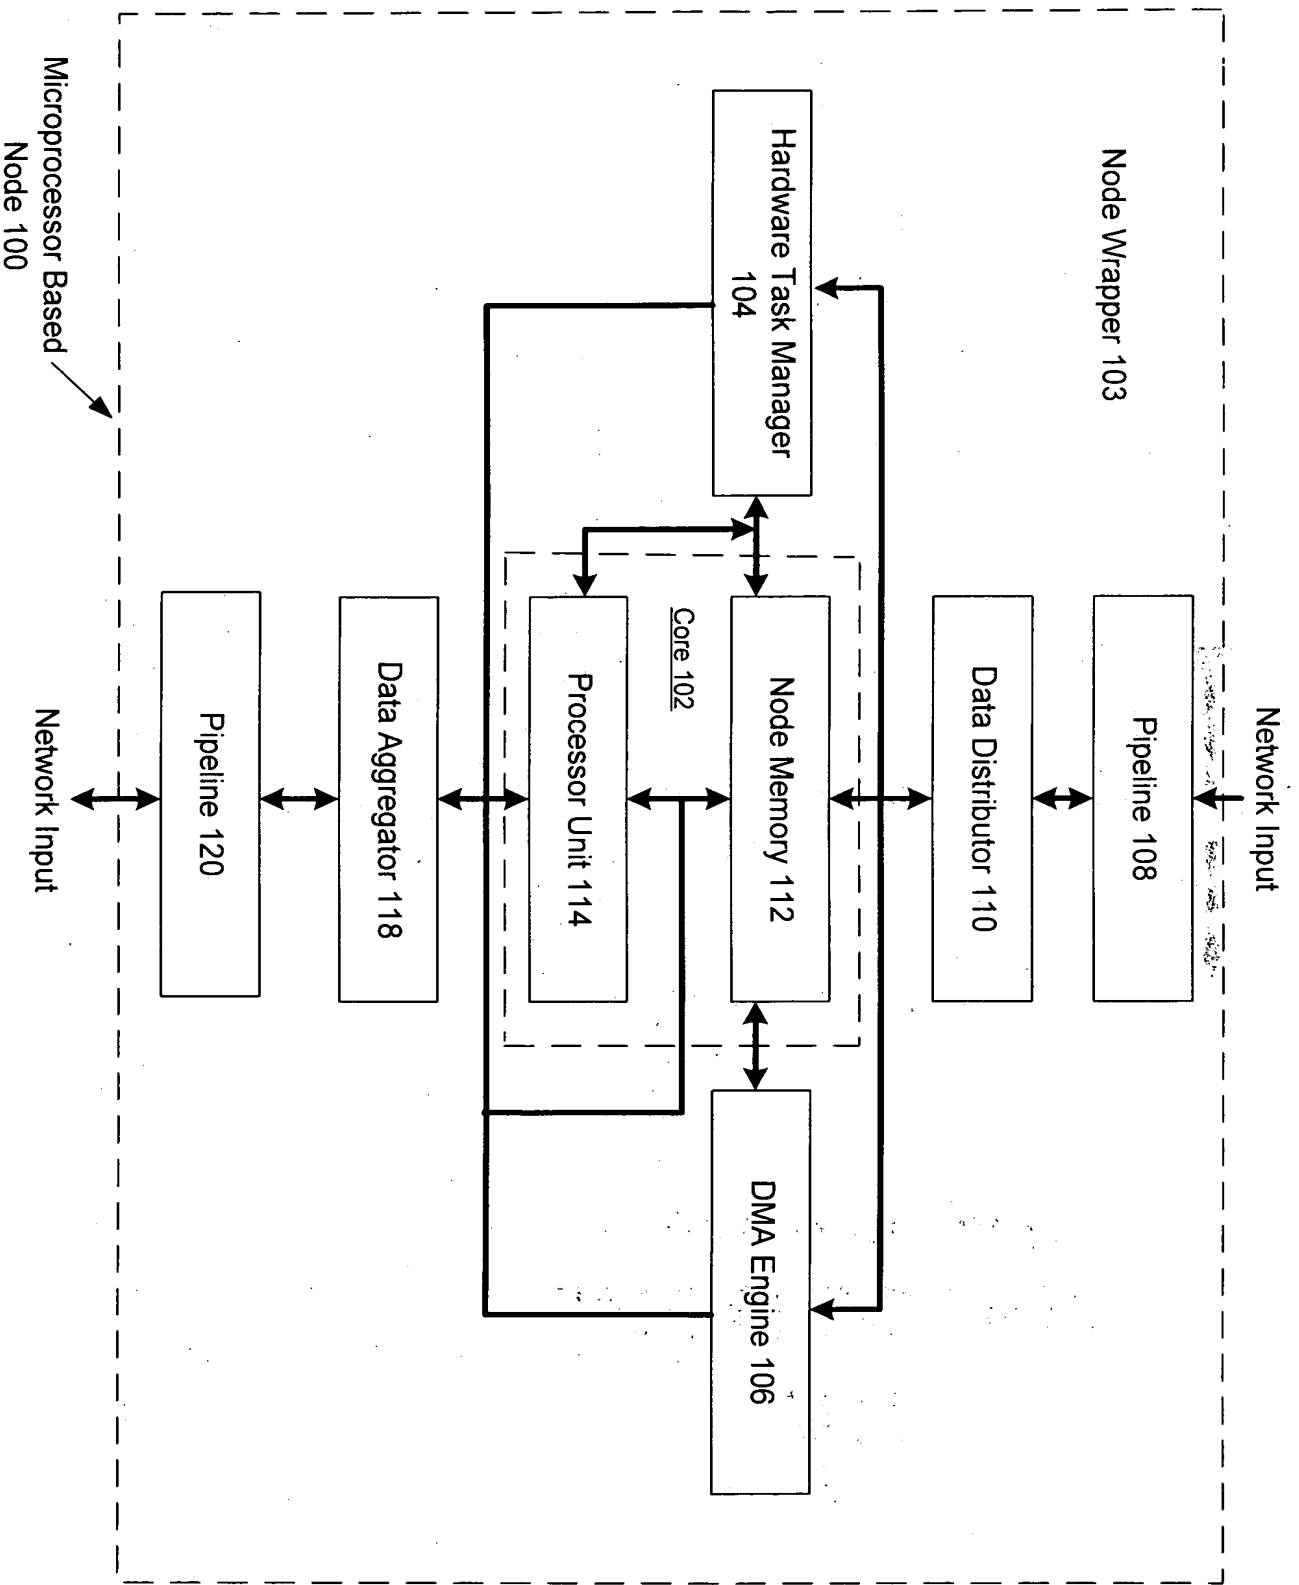 Network Input
Node Wrapper 103
Pipeline 108
Data Distributor 110
Hardware Task Manager
104
Node Memory 112
DMA Engine 106
Core 102
Processor Unit 114
Data Aggregator 118
Pipeline 120
Microprocessor Based
Node 100
Network Input